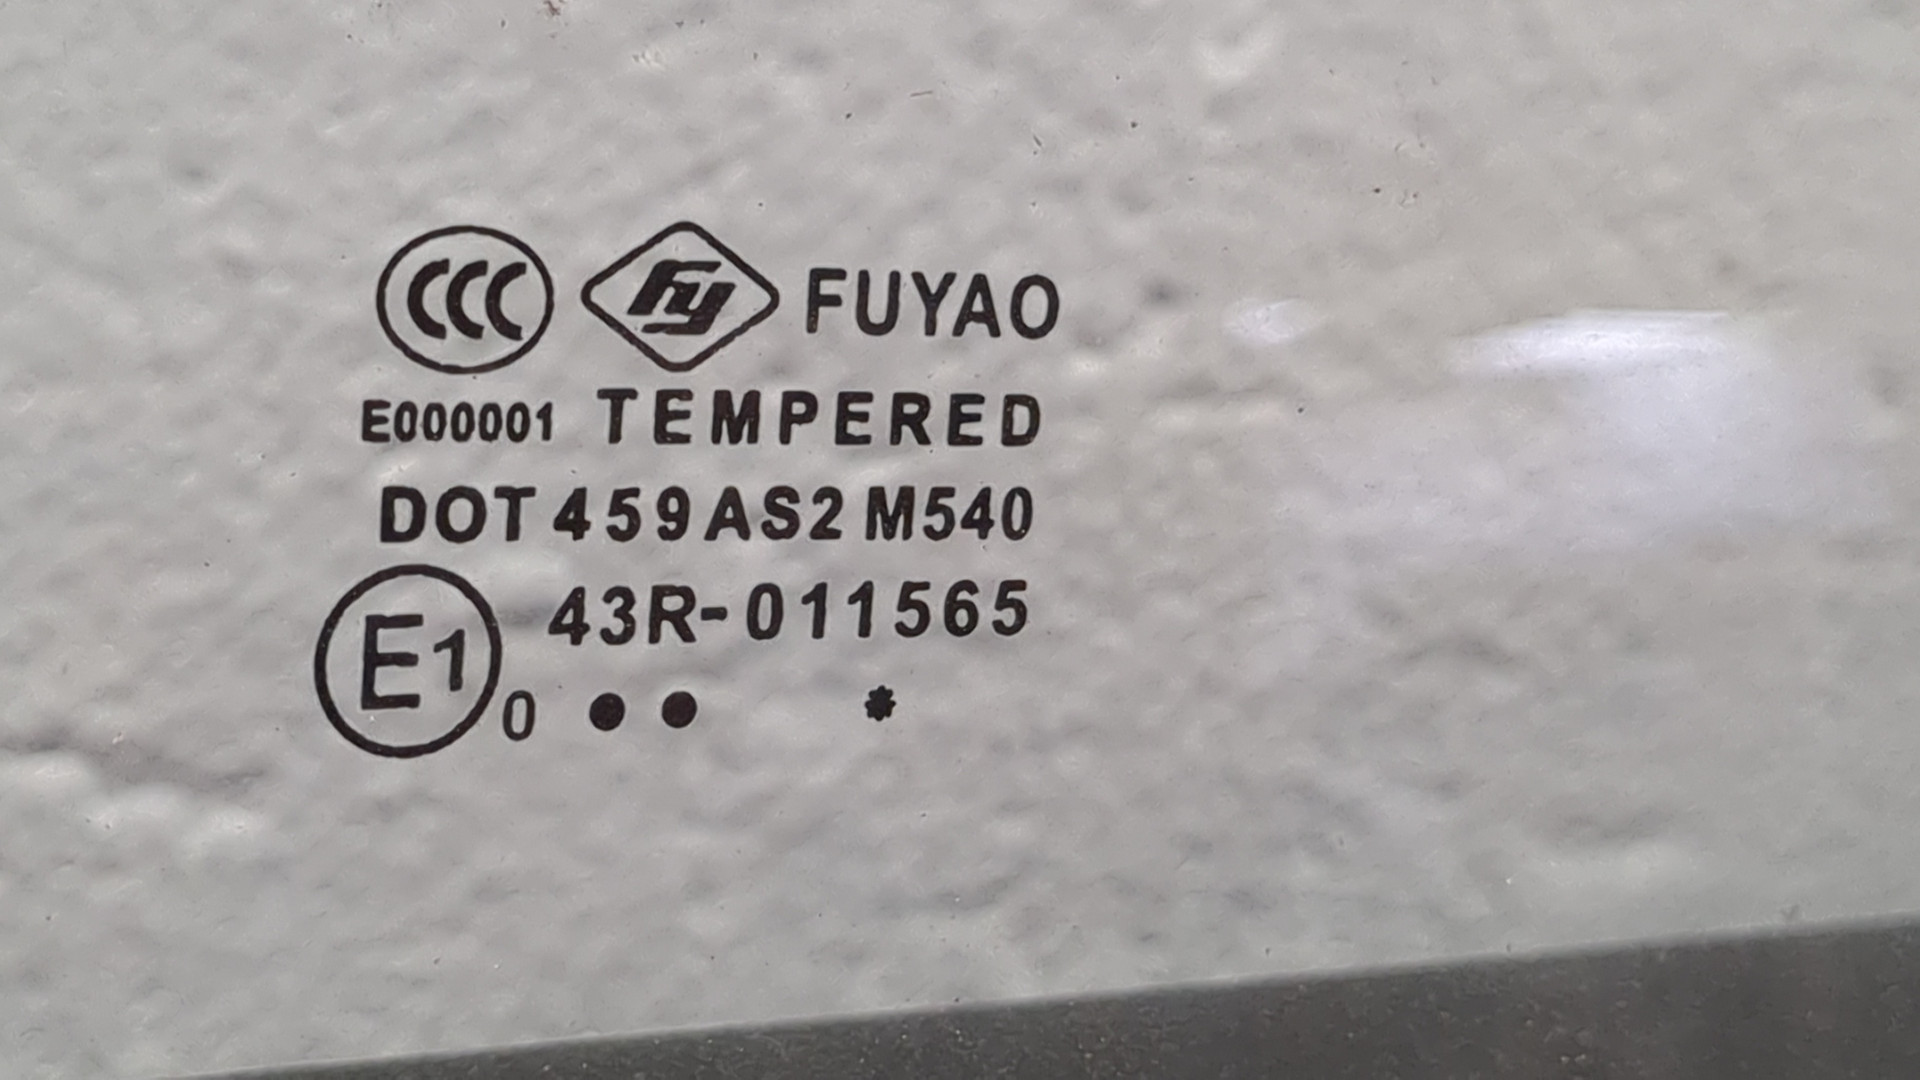 CCC fy FUYAO
E000001 TEMPERED
DOT 459 AS2 M540
E1 43R-011565
0 ●● *